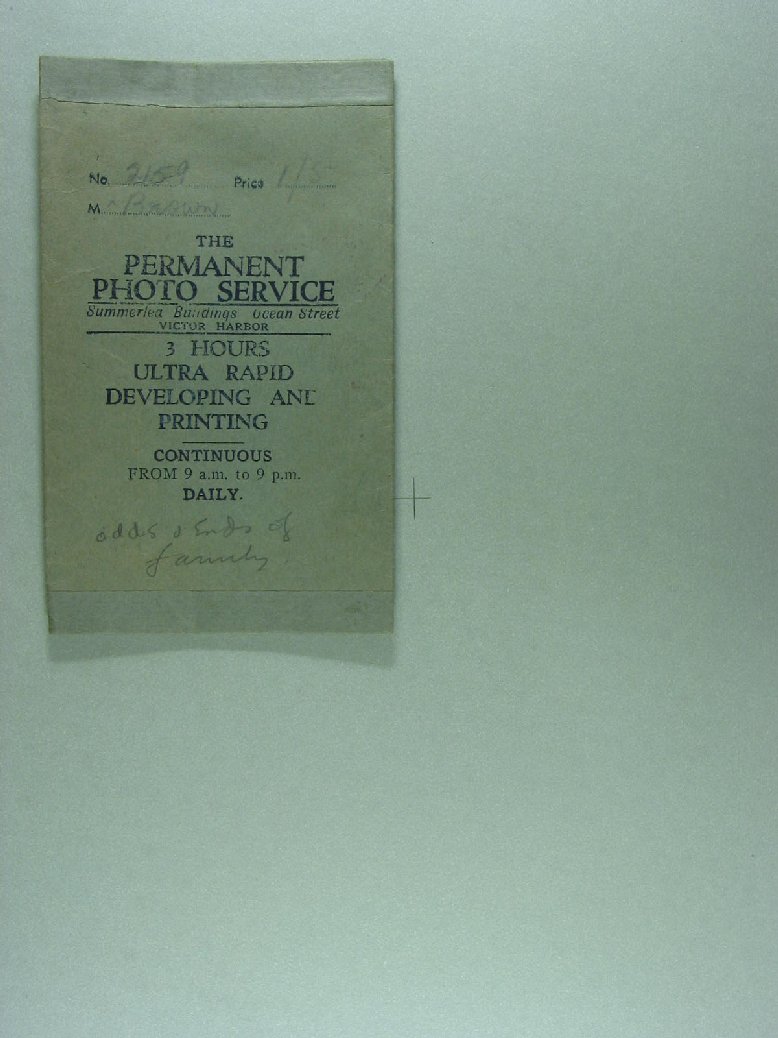 No. 2159 Price 1/5
M r Brown
THE
PERMANENT
PHOTO SERVICE
Summerlea Buildings Ocean Street
VICTOR HARBOR
3 HOURS
ULTRA RAPID
DEVELOPING AND
PRINTING
CONTINUOUS
FROM 9 a.m. to 9 p.m.
DAILY.
odds & Ends of
family